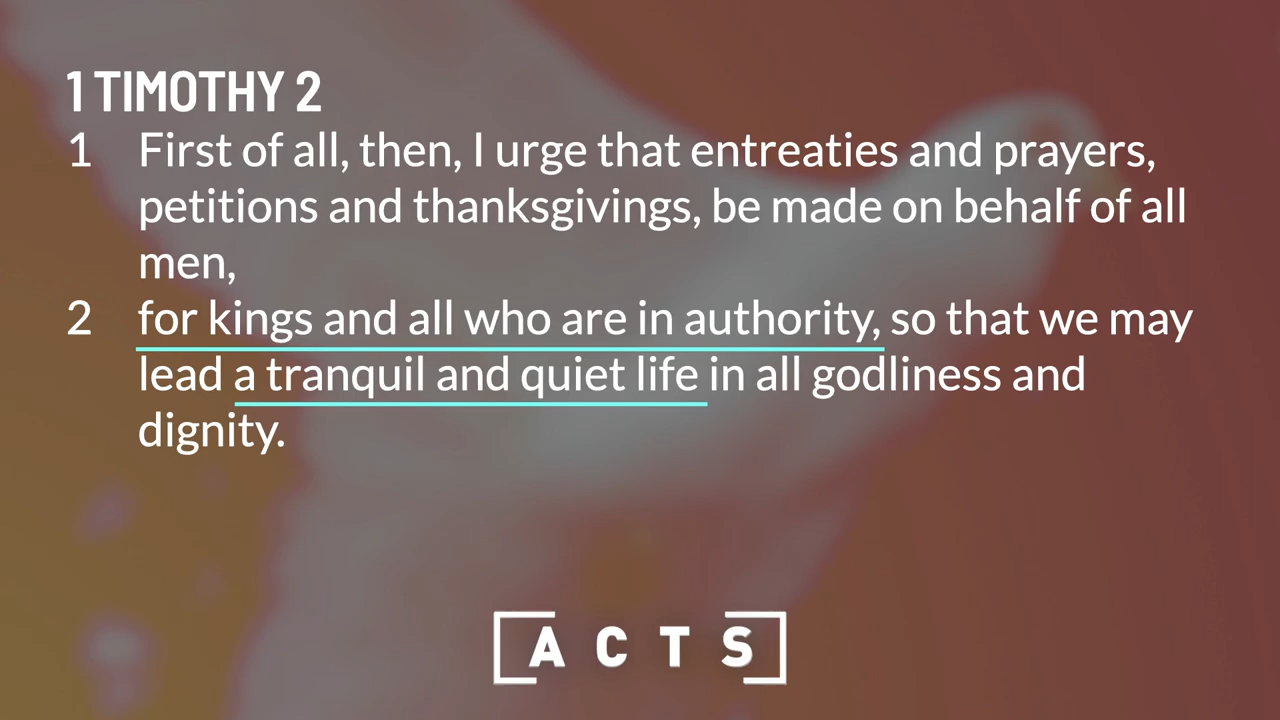 1 TIMOTHY 2
1 First of all, then, I urge that entreaties and prayers,
petitions and thanksgivings, be made on behalf of all
men,
2 for kings and all who are in authority, so that we may
lead a tranquil and quiet life in all godliness and
dignity.
ACTS